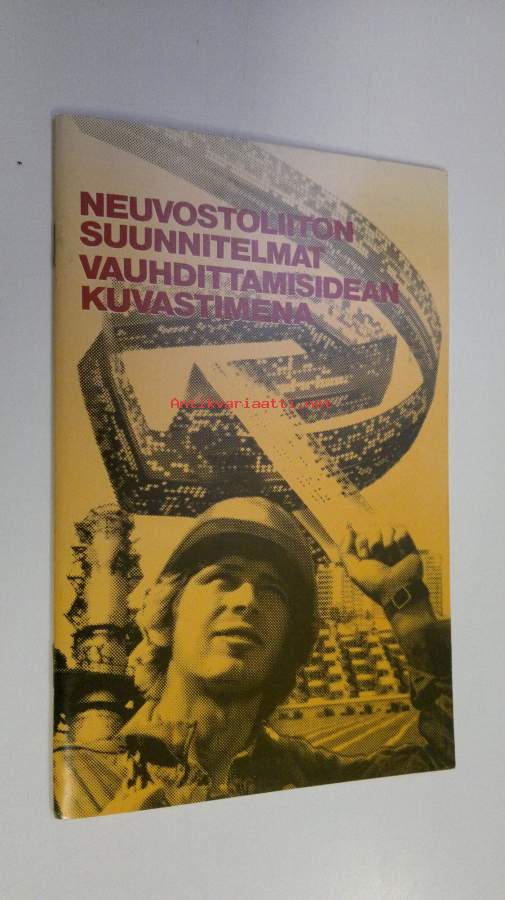 NEUVOSTOLIITON
SUUNNITELMAT
VAUHDITTAMISIDEAN
KUVASTIMENA
Antikvariaatti.net